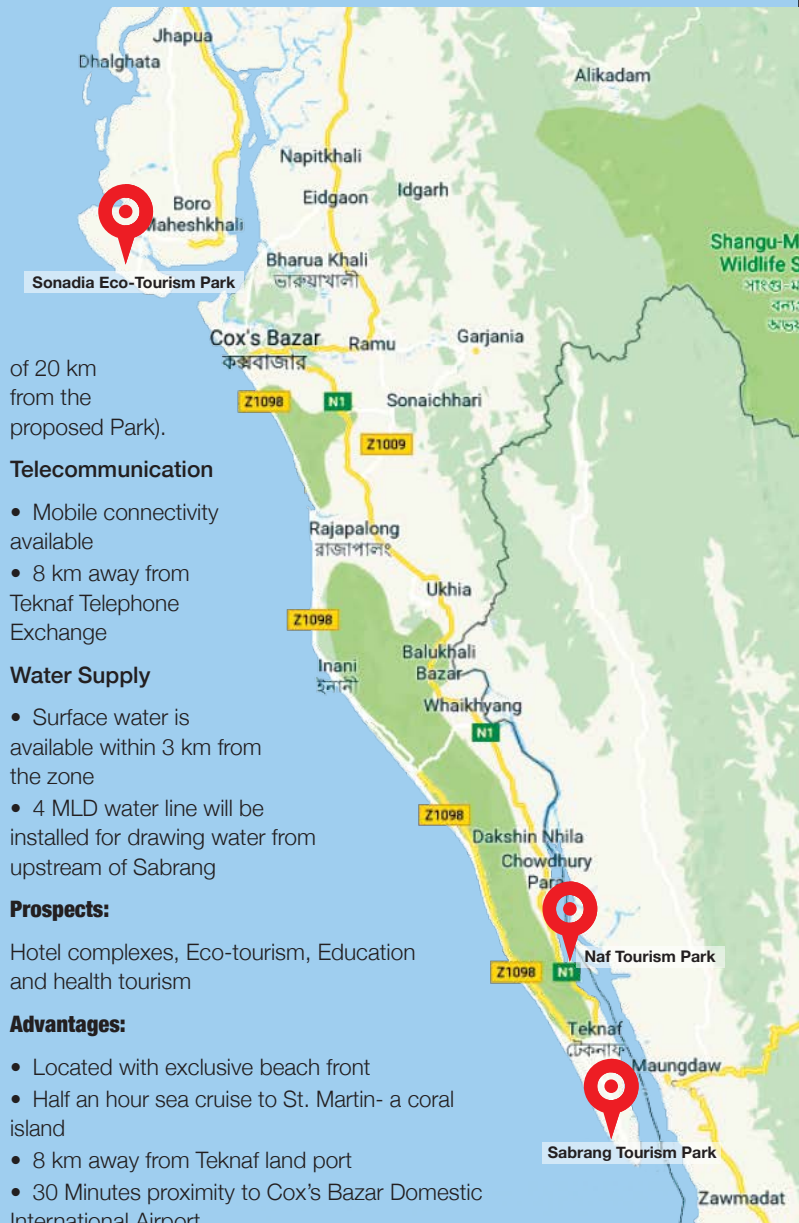 Jhapua
Dhalghata
Alikadam
Napitkhali
Eidgaon
Idgarh
Boro
Maheshkhali
Shangu-M
Wildlife S
সাংগু-ম
বন্য
অভয়
Bharua Khali
ভারুয়াখালী
Sonadia Eco-Tourism Park
Cox's Bazar
কক্সবাজার
Ramu
Garjania
of 20 km
from the
proposed Park).
Z1098
N1
Sonaichhari
Z1009
Telecommunication
• Mobile connectivity
available
• 8 km away from
Teknaf Telephone
Exchange
Rajapalong
রাজাপালং
Ukhia
Z1098
Balukhali
Bazar
Inani
ইনানী
Whaikhyang
N1
Water Supply
• Surface water is
available within 3 km from
the zone
• 4 MLD water line will be
installed for drawing water from
upstream of Sabrang
Z1098
Dakshin Nhila
Chowdhury
Para
Prospects:
Hotel complexes, Eco-tourism, Education
and health tourism
Naf Tourism Park
Z1098
N1
Teknaf
টেকনাফ
Maungdaw
Advantages:
• Located with exclusive beach front
• Half an hour sea cruise to St. Martin- a coral
island
• 8 km away from Teknaf land port
• 30 Minutes proximity to Cox's Bazar Domestic
International Airport
Sabrang Tourism Park
Zawmadat